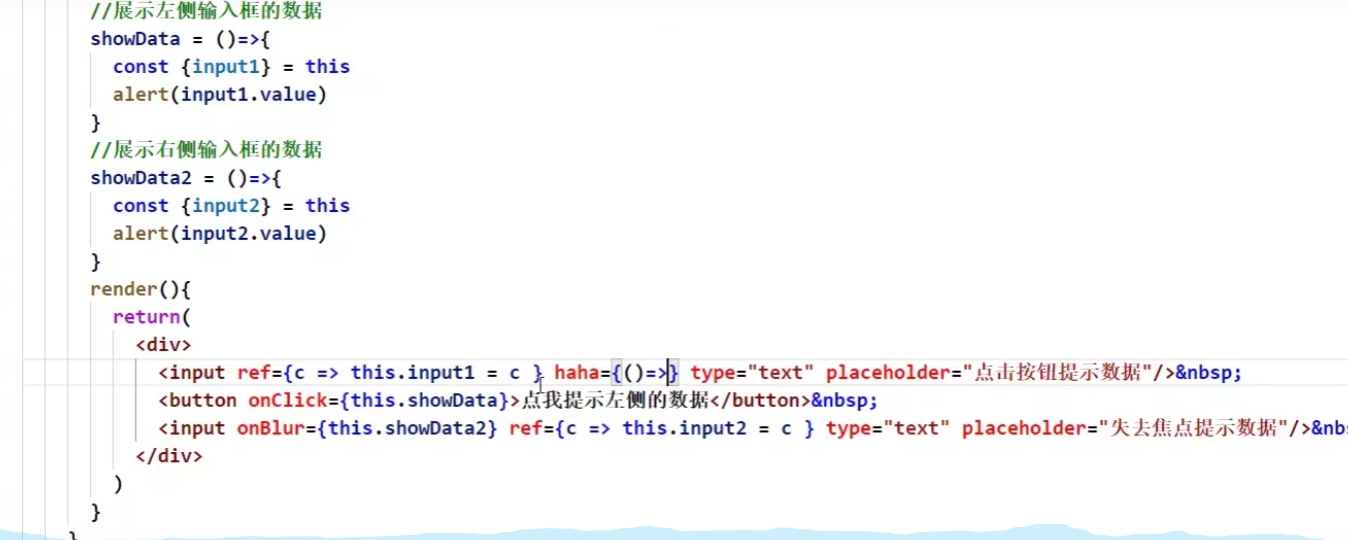 //展示左侧输入框的数据
showData = ()=>{
const {input1} = this
alert(input1.value)
}
//展示右侧输入框的数据
showData2 = ()=>{
const {input2} = this
alert(input2.value)
}
render(){
return(
<div>
<input ref={c => this.input1 = c } haha={()=>} type="text" placeholder="点击按钮提示数据"/>&nbsp;
<button onClick={this.showData}>点我提示左侧的数据</button>&nbsp;
<input onBlur={this.showData2} ref={c => this.input2 = c } type="text" placeholder="失去焦点提示数据"/>&nb
</div>
)
}
}